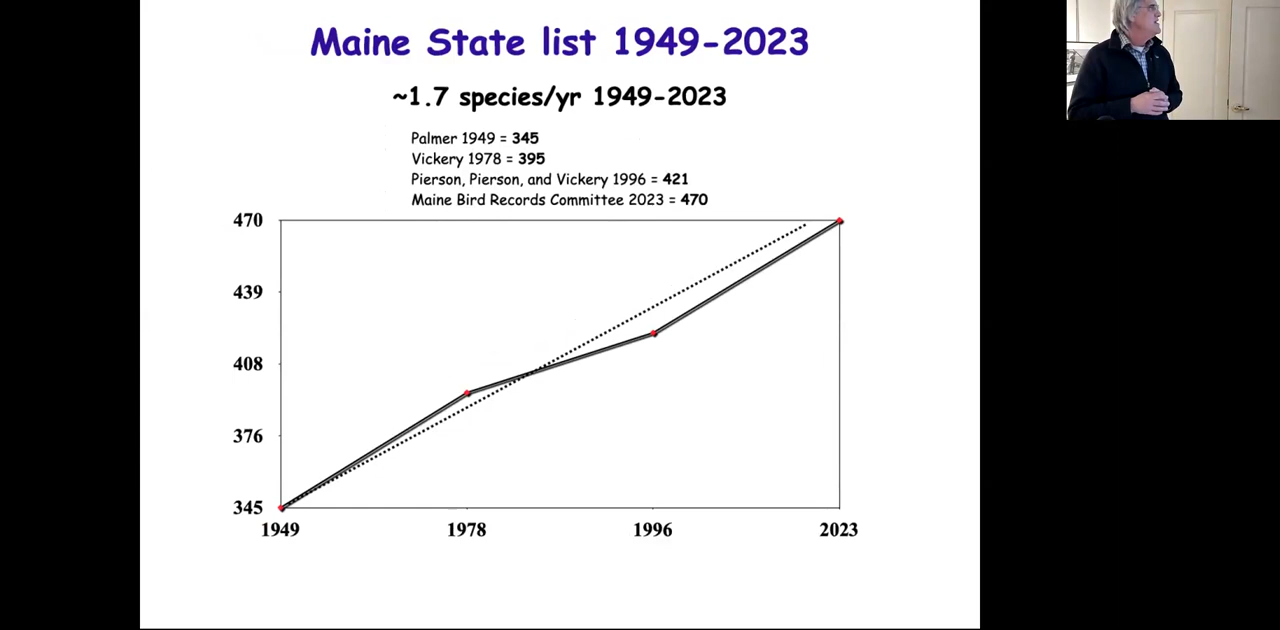 Maine State list 1949-2023
~1.7 species/yr 1949-2023
Palmer 1949 = 345
Vickery 1978 = 395
Pierson, Pierson, and Vickery 1996 = 421
Maine Bird Records Committee 2023 = 470
470
439
408
376
345
1949 1978 1996 2023